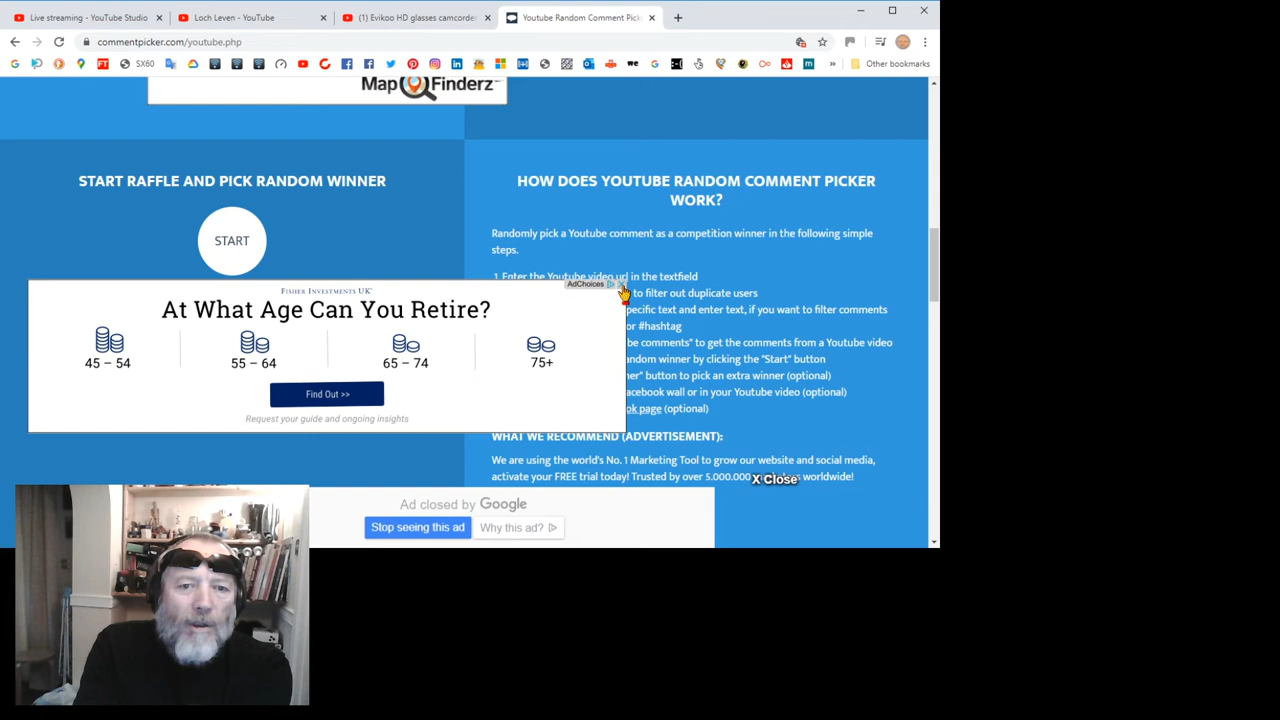 Live streaming - YouTube Studio
Loch Leven - YouTube
(1) Evikoo HD glasses camcorder
Youtube Random Comment Pick
commentpicker.com/youtube.php
SX60
Other bookmarks
Map Finderz
START RAFFLE AND PICK RANDOM WINNER
START
HOW DOES YOUTUBE RANDOM COMMENT PICKER
WORK?
Randomly pick a Youtube comment as a competition winner in the following simple
steps.
1. Enter the Youtube video url in the textfield
to filter out duplicate users
pecific text and enter text, if you want to filter comments
or #hashtag
be comments" to get the comments from a Youtube video
andom winner by clicking the "Start" button
ner" button to pick an extra winner (optional)
acebook wall or in your Youtube video (optional)
ok page (optional)
WHAT WE RECOMMEND (ADVERTISEMENT):
We are using the world's No. 1 Marketing Tool to grow our website and social media,
activate your FREE trial today! Trusted by over 5.000.000 worldwide!
X Close
AdChoices
FISHER INVESTMENTS UK
At What Age Can You Retire?
45 – 54
55 – 64
65 – 74
75+
Find Out >>
Request your guide and ongoing insights
Ad closed by Google
Stop seeing this ad
Why this ad?